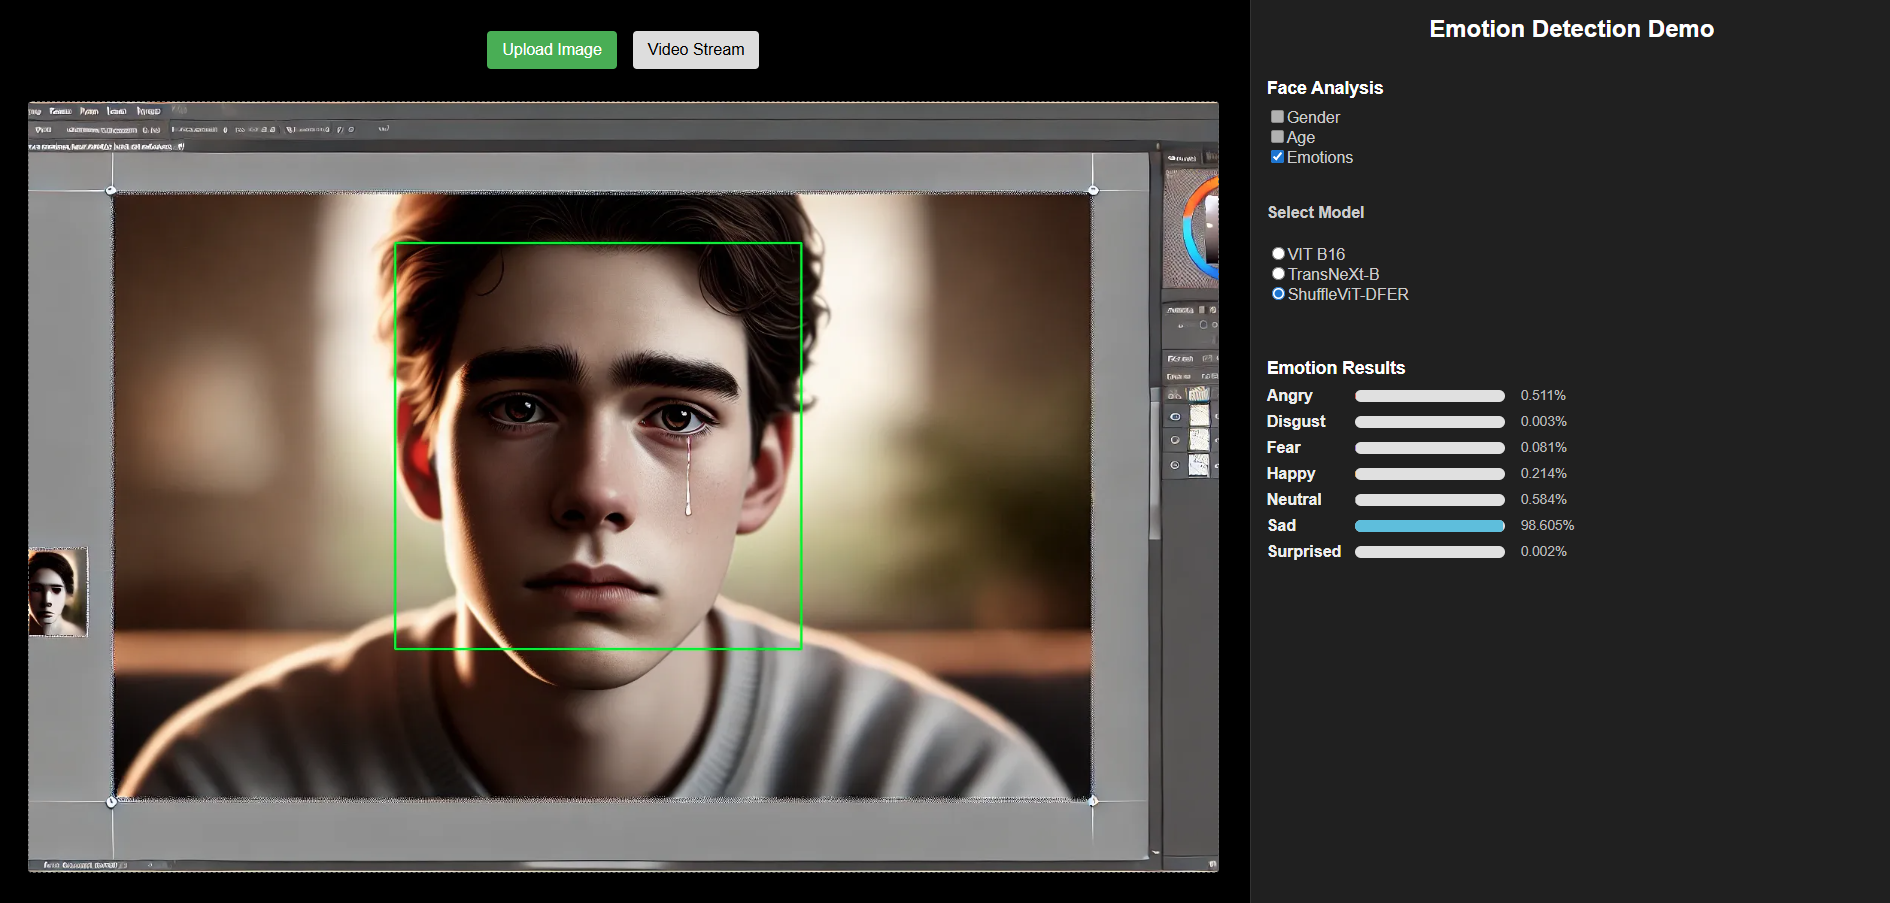 Upload Image
Video Stream
Emotion Detection Demo
Face Analysis
Gender
Age
Emotions
Select Model
VIT B16
TransNeXt-B
ShuffleViT-DFER
Emotion Results
Angry 0.511%
Disgust 0.003%
Fear 0.081%
Happy 0.214%
Neutral 0.584%
Sad 98.605%
Surprised 0.002%